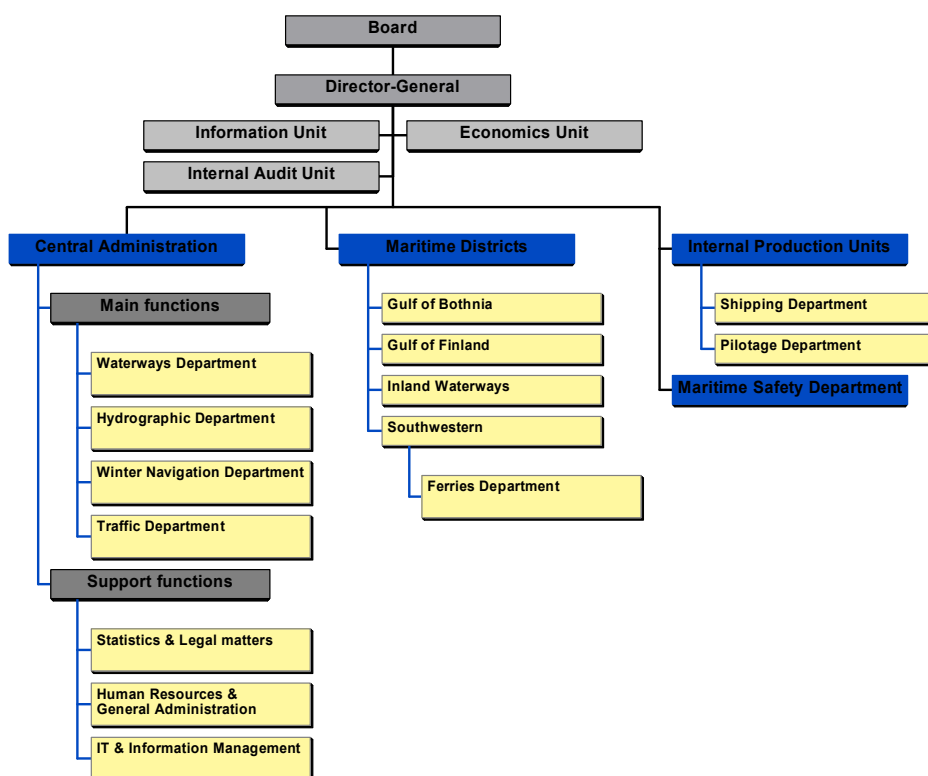 Board
Director-General
Information Unit
Economics Unit
Internal Audit Unit
Central Administration
Maritime Districts
Internal Production Units
Main functions
Waterways Department
Hydrographic Department
Winter Navigation Department
Traffic Department
Support functions
Statistics & Legal matters
Human Resources &
General Administration
IT & Information Management
Gulf of Bothnia
Gulf of Finland
Inland Waterways
Southwestern
Ferries Department
Shipping Department
Pilotage Department
Maritime Safety Department